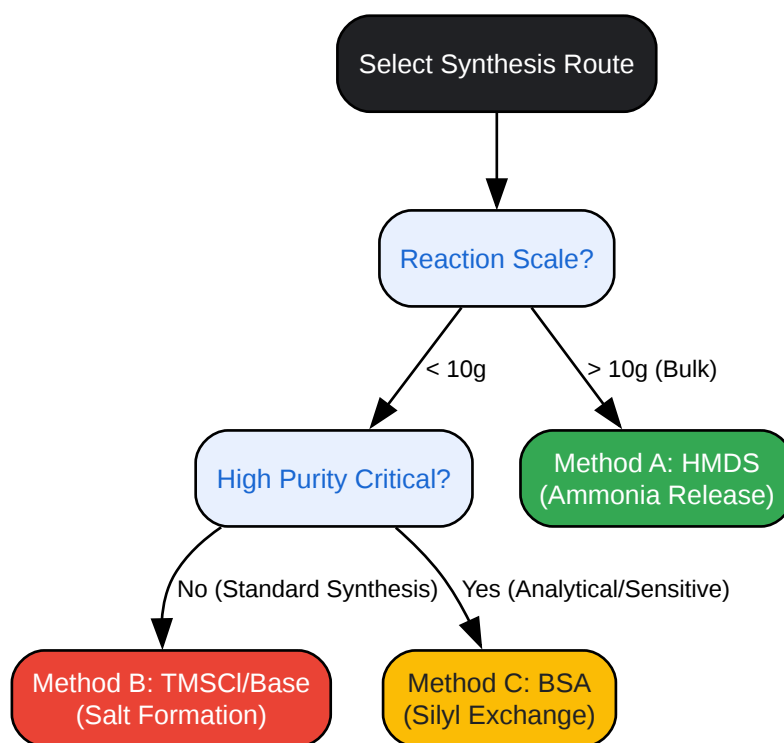 Select Synthesis Route
Reaction Scale?
< 10g
> 10g (Bulk)
High Purity Critical?
Method A: HMDS
(Ammonia Release)
No (Standard Synthesis)
Yes (Analytical/Sensitive)
Method B: TMSCl/Base
(Salt Formation)
Method C: BSA
(Silyl Exchange)